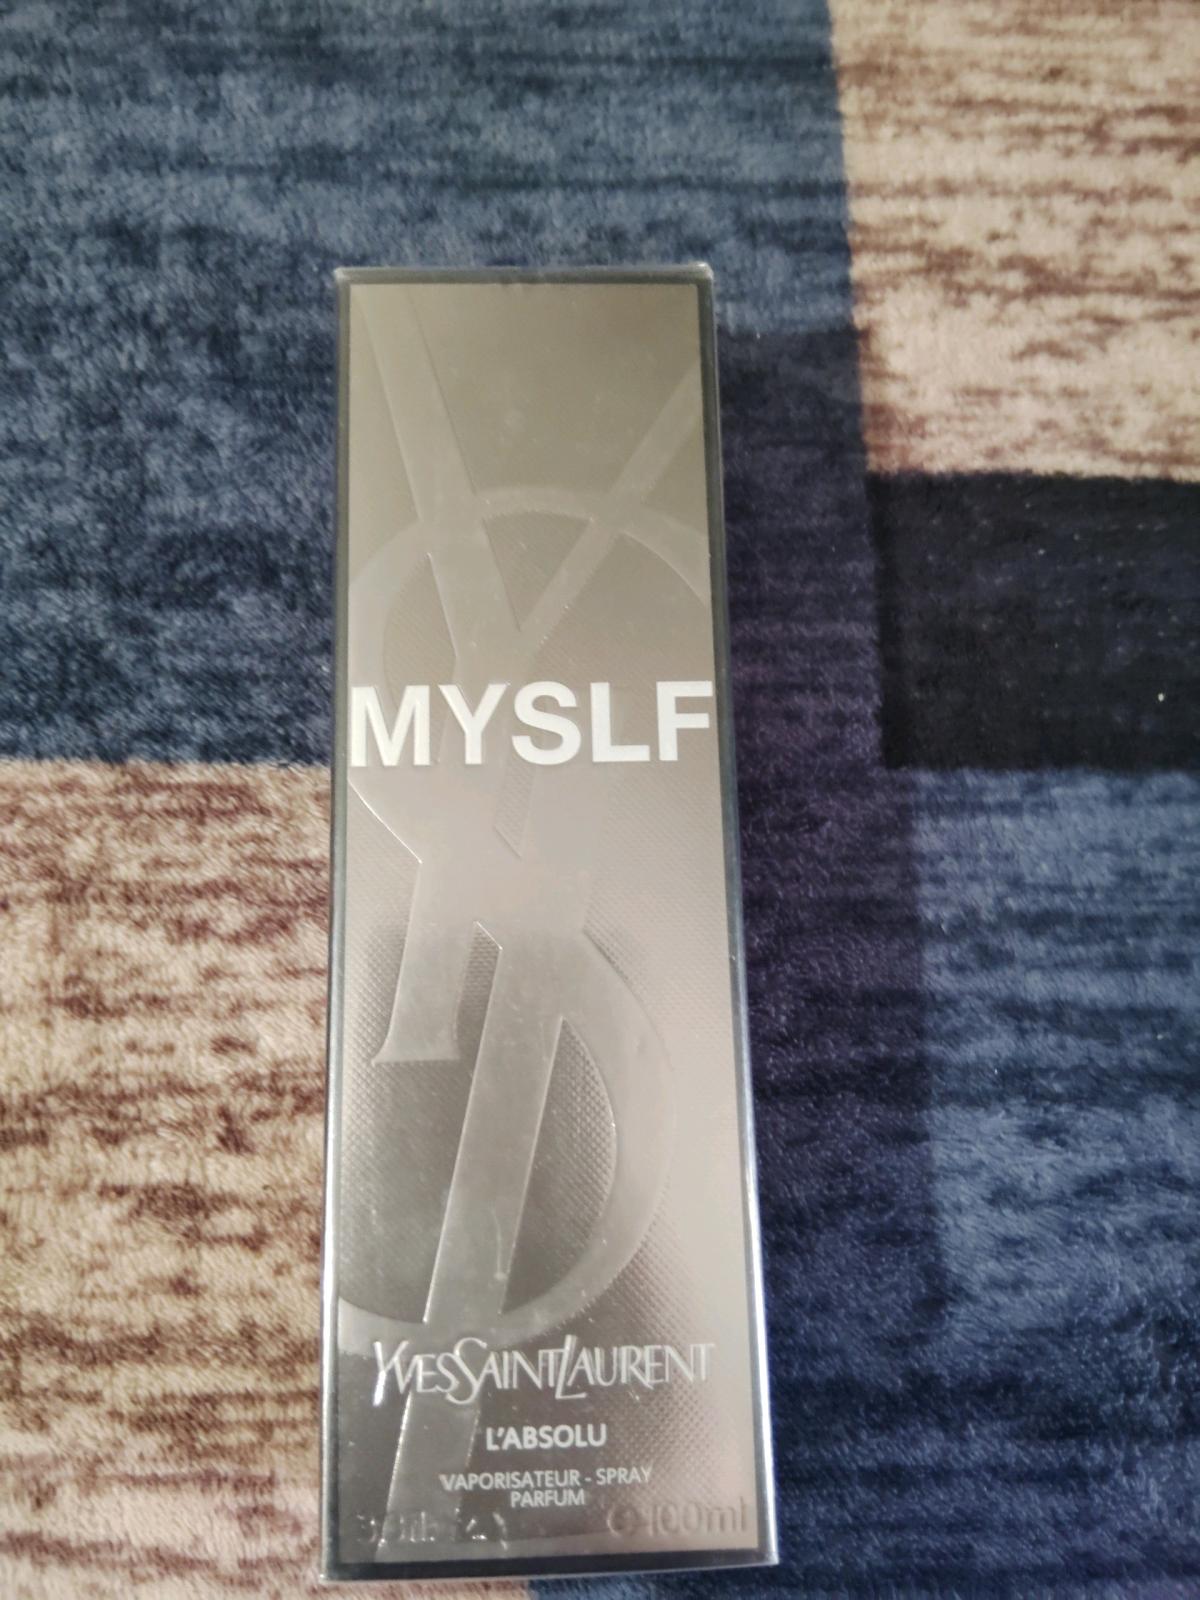 MYSLF
YVESSAINTLAURENT
L'ABSOLU
VAPORISATEUR - SPRAY
PARFUM
℮ 100ml